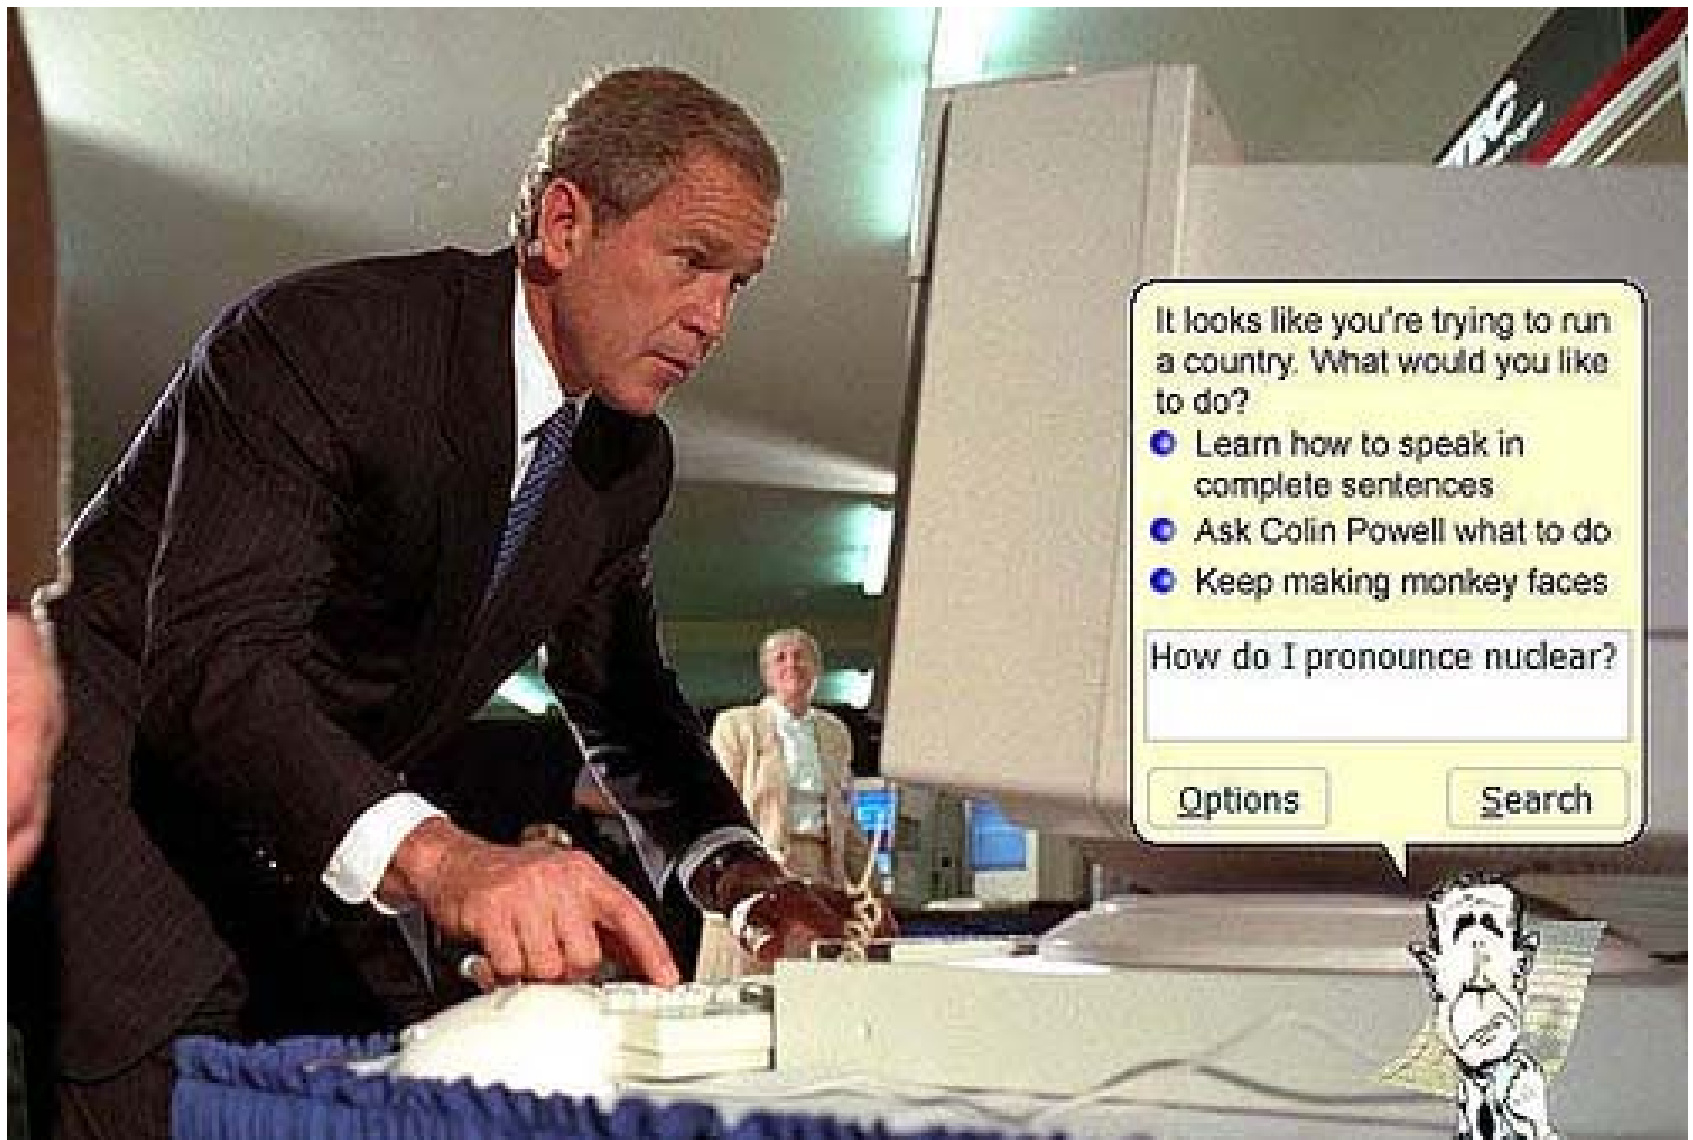 It looks like you're trying to run
a country. What would you like
to do?
Learn how to speak in
complete sentences
Ask Colin Powell what to do
Keep making monkey faces
How do I pronounce nuclear?
Options
Search